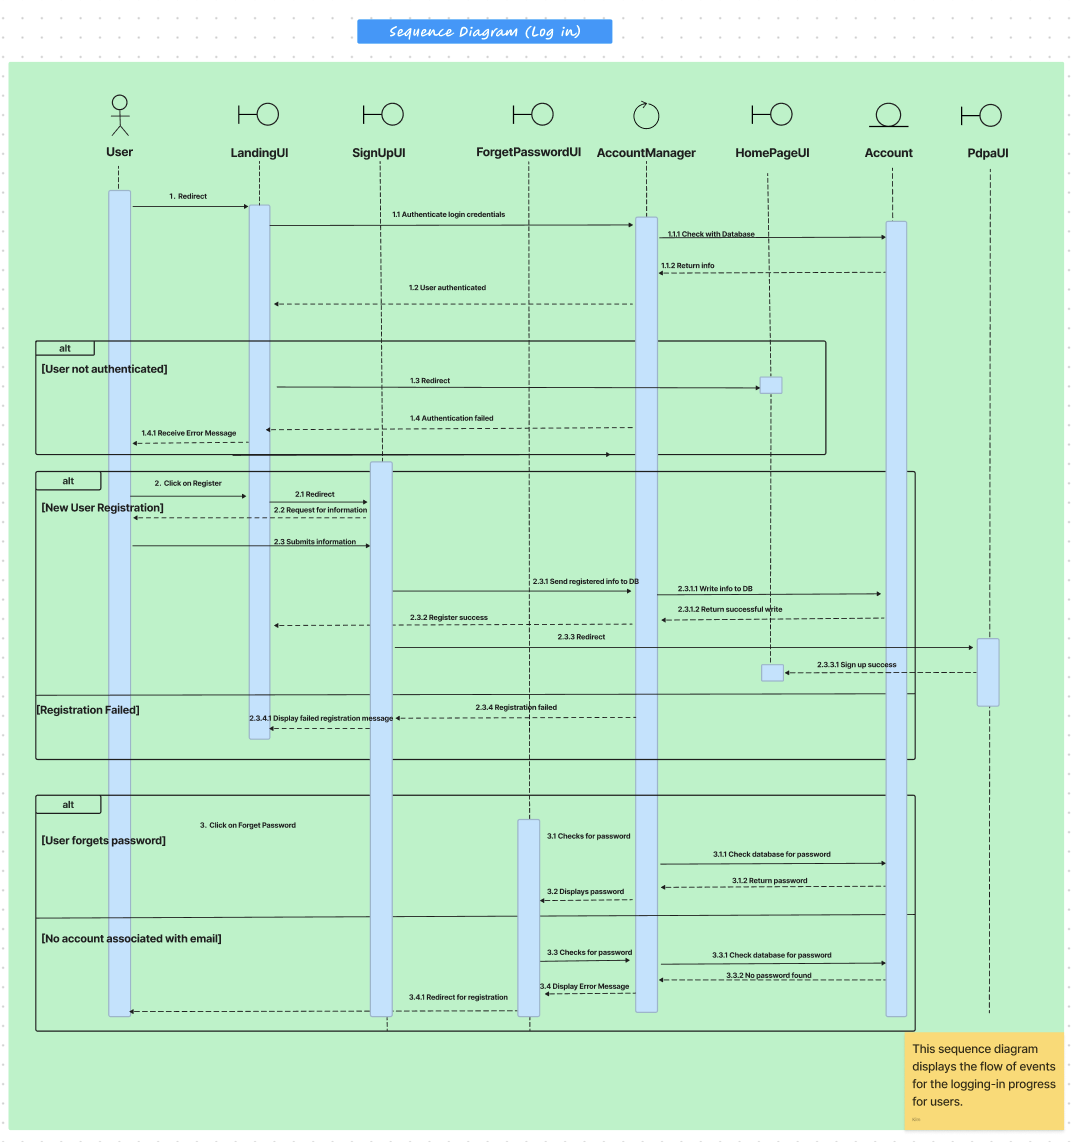 Sequence Diagram (Log in)
User
LandingUI
SignUpUI
ForgetPasswordUI
AccountManager
HomePageUI
Account
PdpaUI
1. Redirect
1.1 Authenticate login credentials
1.1.1 Check with Database
1.1.2 Return info
1.2 User authenticated
alt
[User not authenticated]
1.3 Redirect
1.4 Authentication failed
1.4.1 Receive Error Message
alt
2. Click on Register
2.1 Redirect
[New User Registration]
2.2 Request for information
2.3 Submits information
2.3.1 Send registered info to DB
2.3.1.1 Write info to DB
2.3.1.2 Return successful write
2.3.2 Register success
2.3.3 Redirect
2.3.3.1 Sign up success
[Registration Failed]
2.3.4 Registration failed
2.3.4.1 Display failed registration message
alt
3. Click on Forget Password
[User forgets password]
3.1 Checks for password
3.1.1 Check database for password
3.1.2 Return password
3.2 Displays password
[No account associated with email]
3.3 Checks for password
3.3.1 Check database for password
3.3.2 No password found
3.4 Display Error Message
3.4.1 Redirect for registration
This sequence diagram
displays the flow of events
for the logging-in progress
for users.